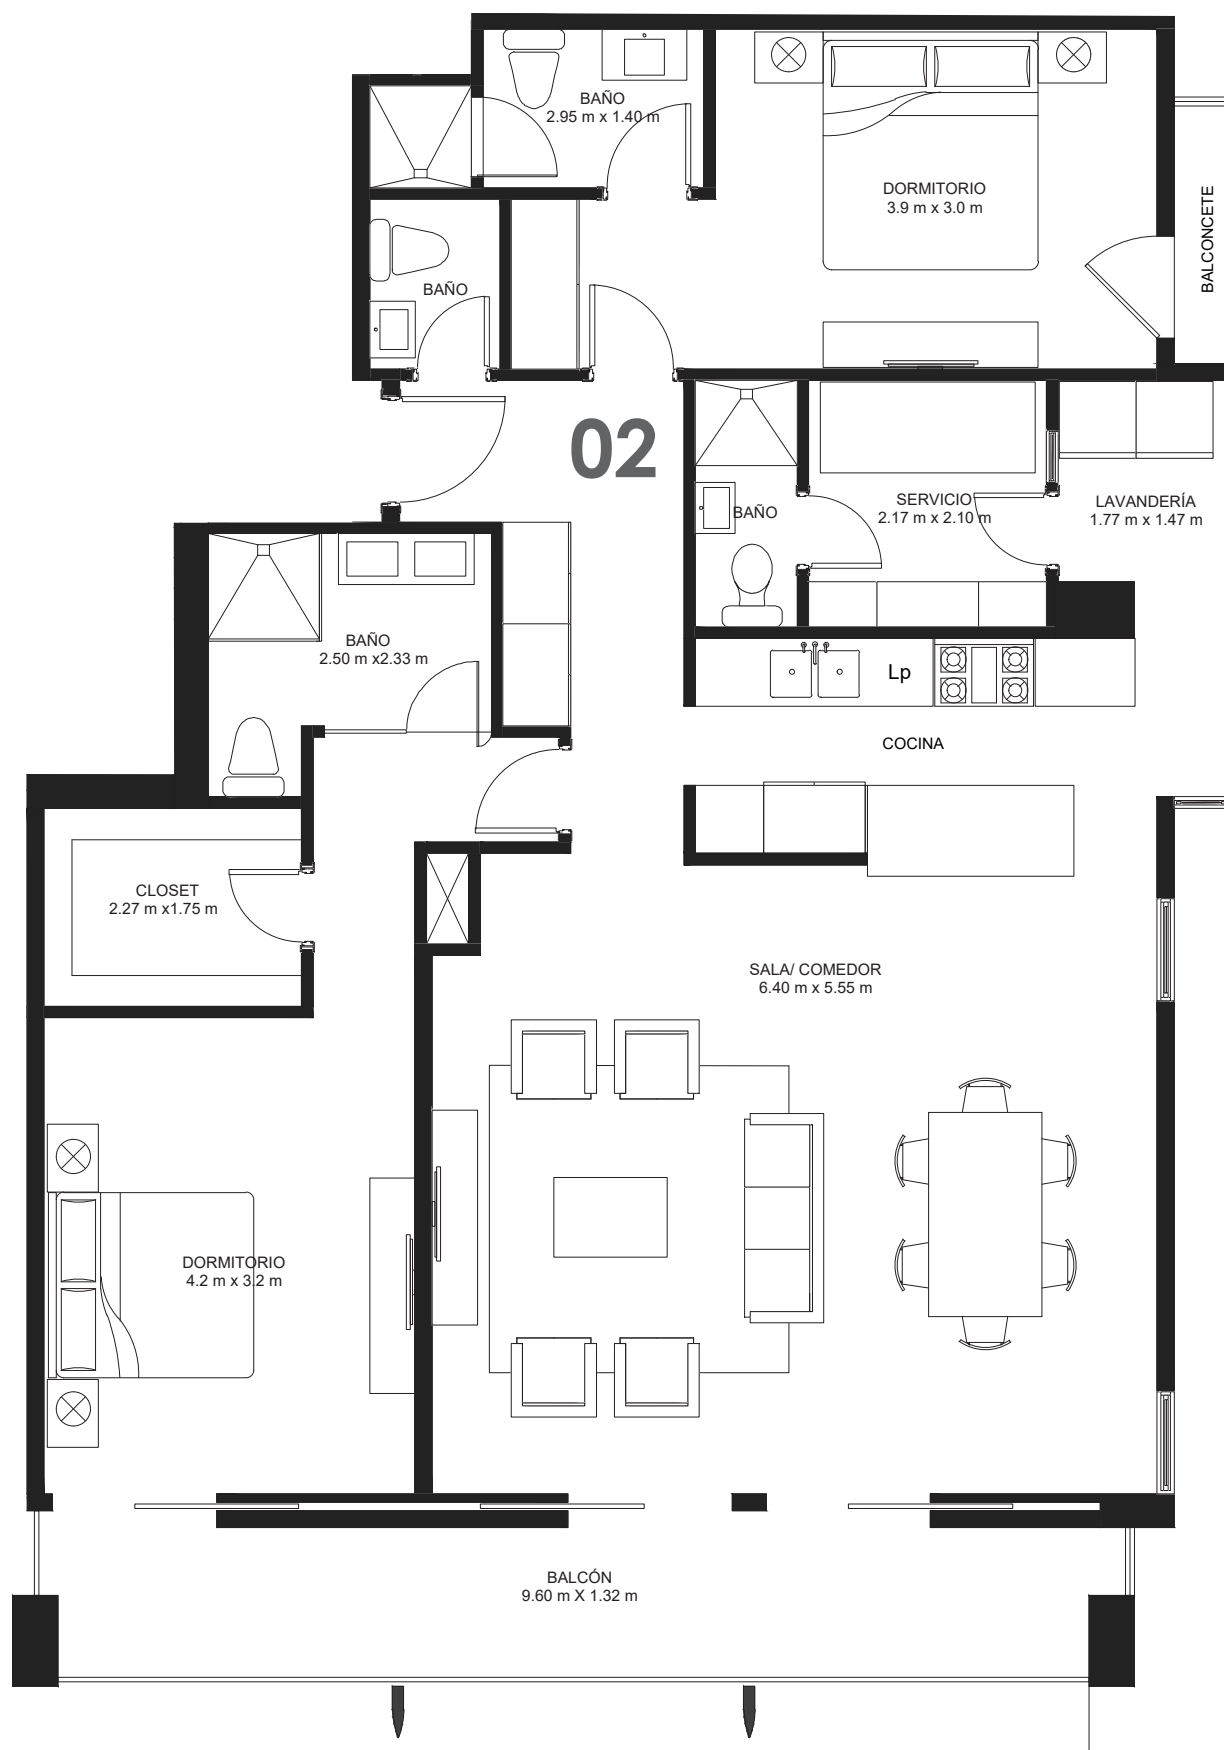 BAÑO
2.95 m x 1.40 m
DORMITORIO
3.9 m x 3.0 m
BALCONCETE
BAÑO
02
BAÑO
SERVICIO
2.17 m x 2.10 m
LAVANDERÍA
1.77 m x 1.47 m
BAÑO
2.50 m x2.33 m
Lp
COCINA
CLOSET
2.27 m x1.75 m
SALA/ COMEDOR
6.40 m x 5.55 m
DORMITORIO
4.2 m x 3.2 m
BALCÓN
9.60 m X 1.32 m